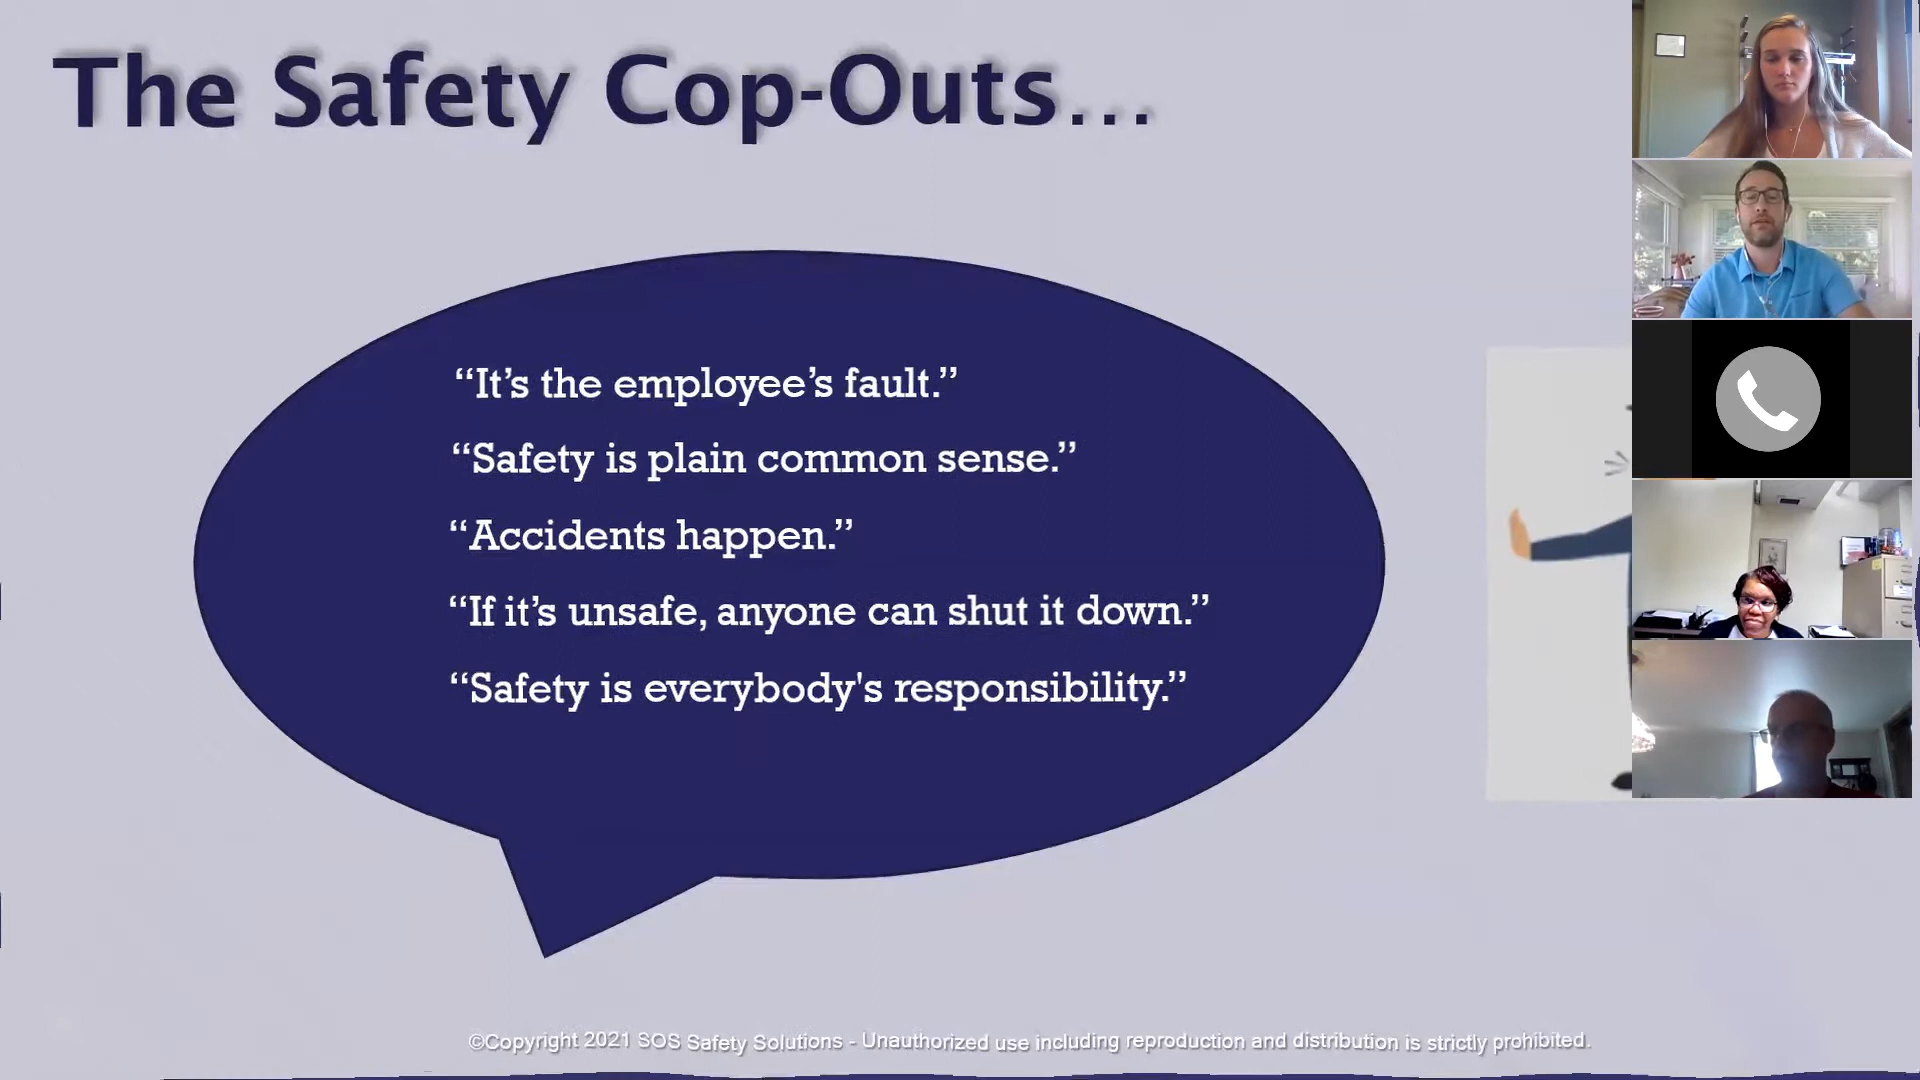 The Safety Cop-Outs…
“It’s the employee’s fault.”
“Safety is plain common sense.”
“Accidents happen.”
“If it’s unsafe, anyone can shut it down.”
“Safety is everybody's responsibility.”
©Copyright 2021 SOS Safety Solutions - Unauthorized use including reproduction and distribution is strictly prohibited.